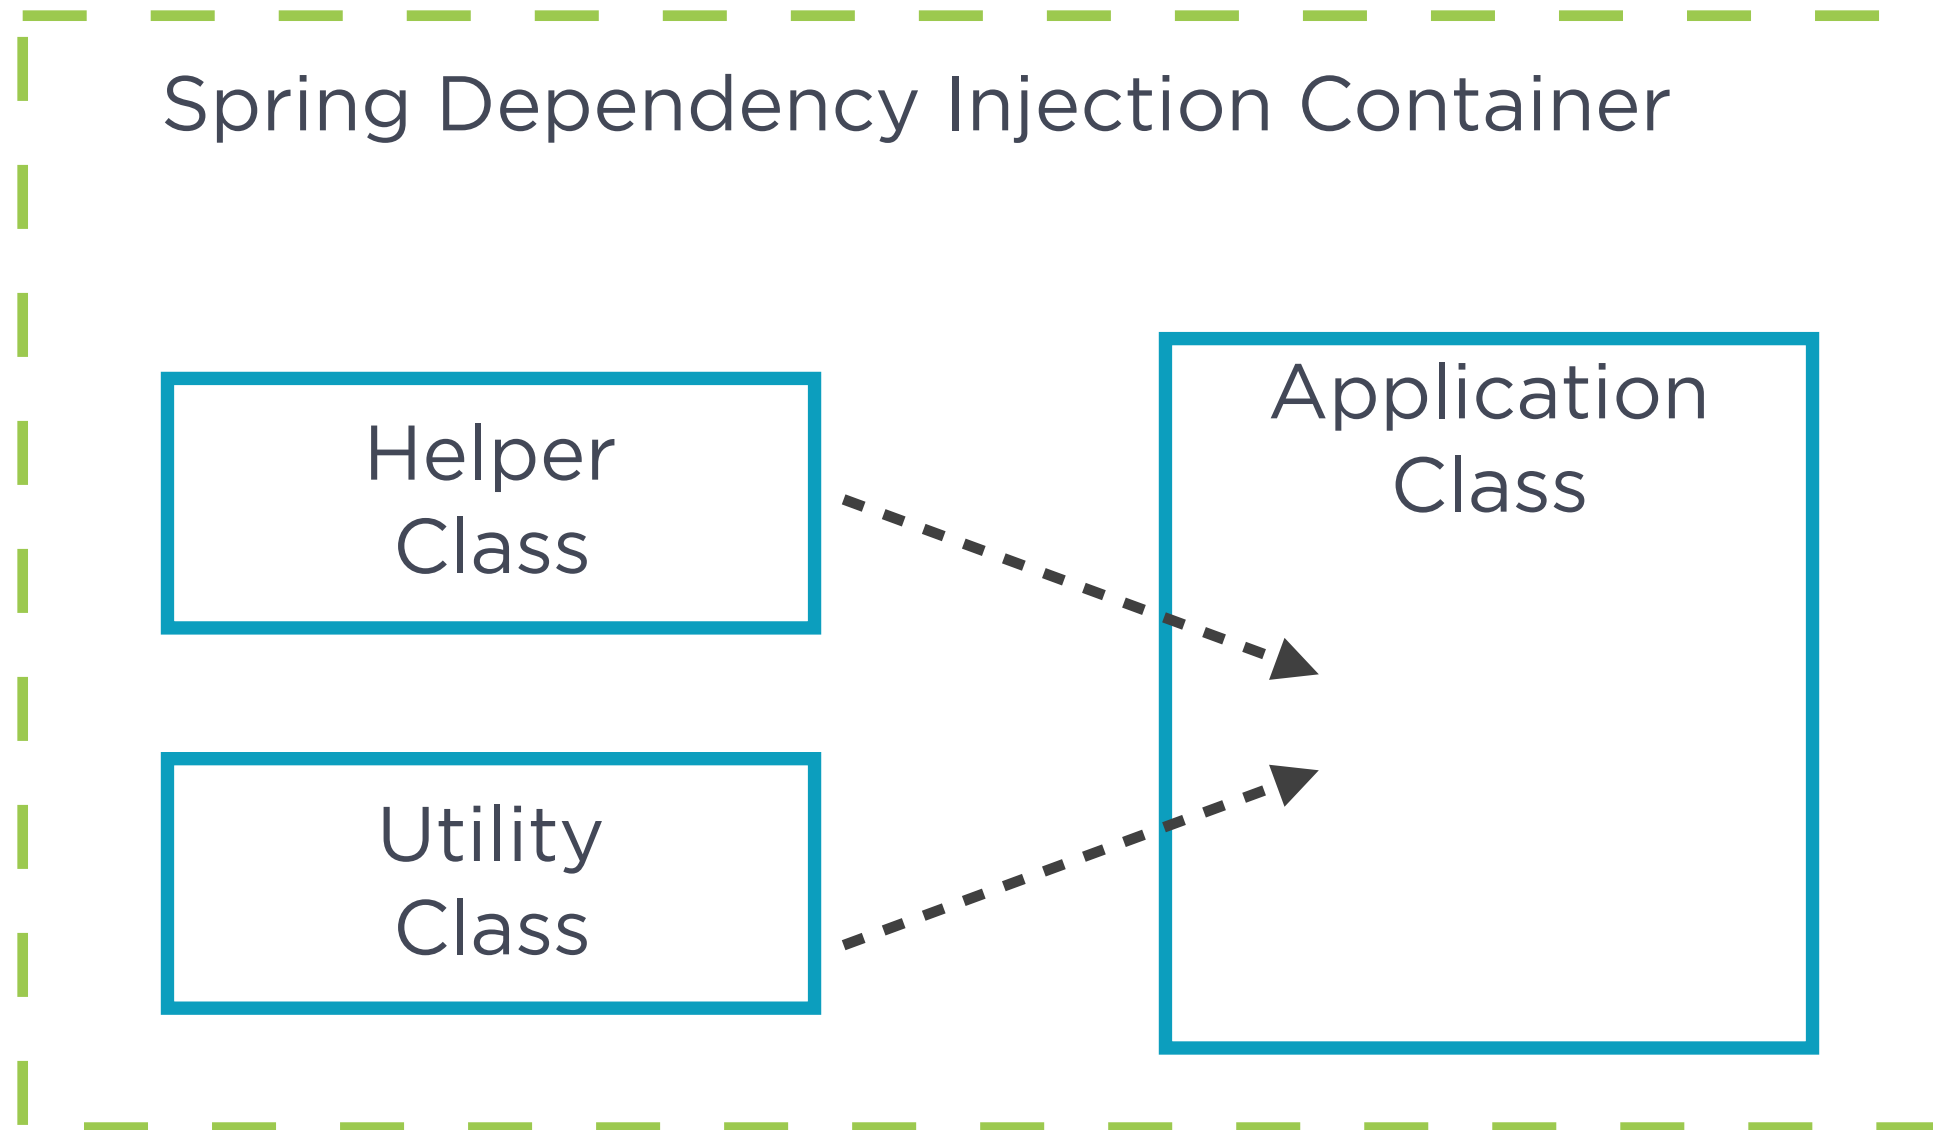 Spring Dependency Injection Container
Helper
Class
Utility
Class
Application
Class